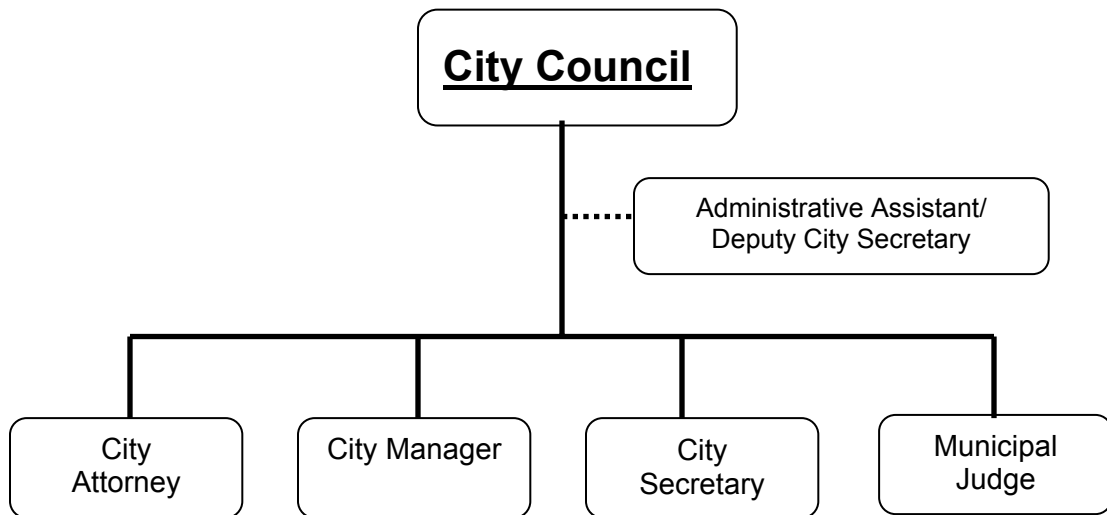 City Council
Administrative Assistant/
Deputy City Secretary
City
Attorney
City Manager
City
Secretary
Municipal
Judge